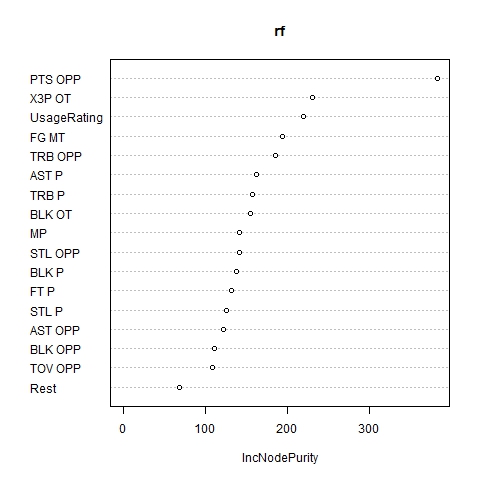 rf
PTS OPP
X3P OT
UsageRating
FG MT
TRB OPP
AST P
TRB P
BLK OT
MP
STL OPP
BLK P
FT P
STL P
AST OPP
BLK OPP
TOV OPP
Rest
0 100 200 300
IncNodePurity